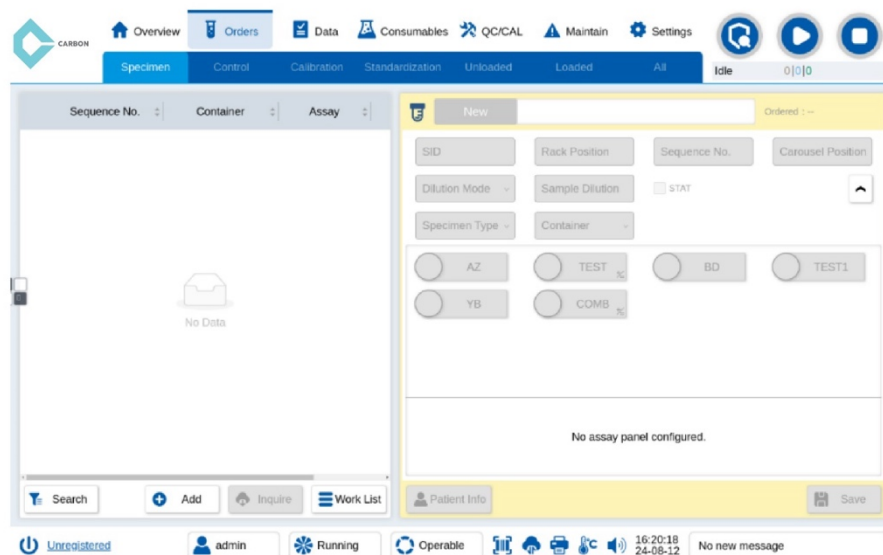 CARBON
Overview Orders Data Consumables QC/CAL Maintain Settings
Specimen Control Calibration Standardization Unloaded Loaded All
Idle 0|0|0
Sequence No. Container Assay
New Ordered : --
SID Rack Position Sequence No. Carousel Position
Dilution Mode Sample Dilution STAT
Specimen Type Container
AZ TEST % BD TEST1
YB COMB %
No Data
No assay panel configured.
Search Add Inquire Work List Patient Info Save
Unregistered admin Running Operable °C 16:20:18 No new message
24-08-12